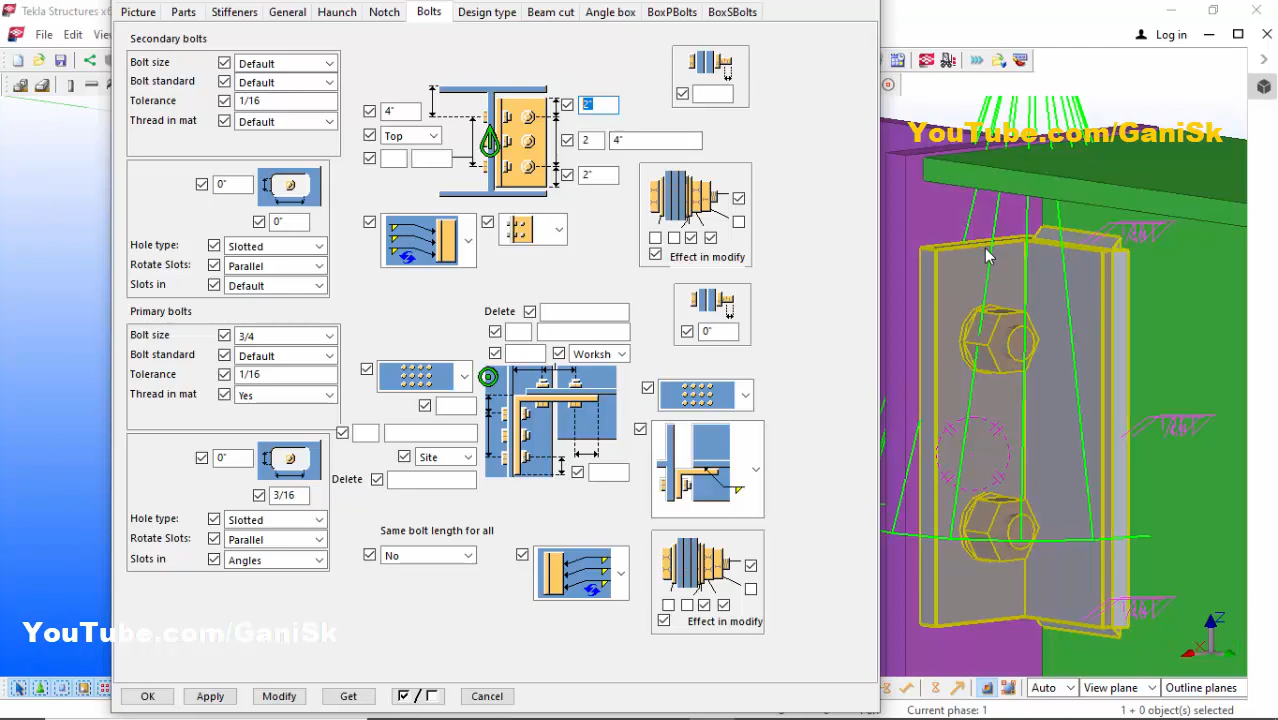 Tekla Structures x6
File Edit Vie
Log in
Picture Parts Stiffeners General Haunch Notch Bolts Design type Beam cut Angle box BoxPBolts BoxSBolts
Secondary bolts
Bolt size Default
Bolt standard Default
Tolerance 1/16
Thread in mat Default
4"
Top
2"
2 4"
2"
0"
0"
Hole type: Slotted
Rotate Slots: Parallel
Slots in Default
Effect in modify
Primary bolts
Bolt size 3/4
Bolt standard Default
Tolerance 1/16
Thread in mat Yes
Delete
Worksh
0"
Site
Delete
0"
3/16
Hole type: Slotted
Rotate Slots: Parallel
Slots in Angles
Same bolt length for all
No
Effect in modify
OK Apply Modify Get / Cancel
YouTube.com/GaniSk
YouTube.com/GaniSk
Z
Auto View plane Outline planes
Current phase: 1 1 + 0 object(s) selected